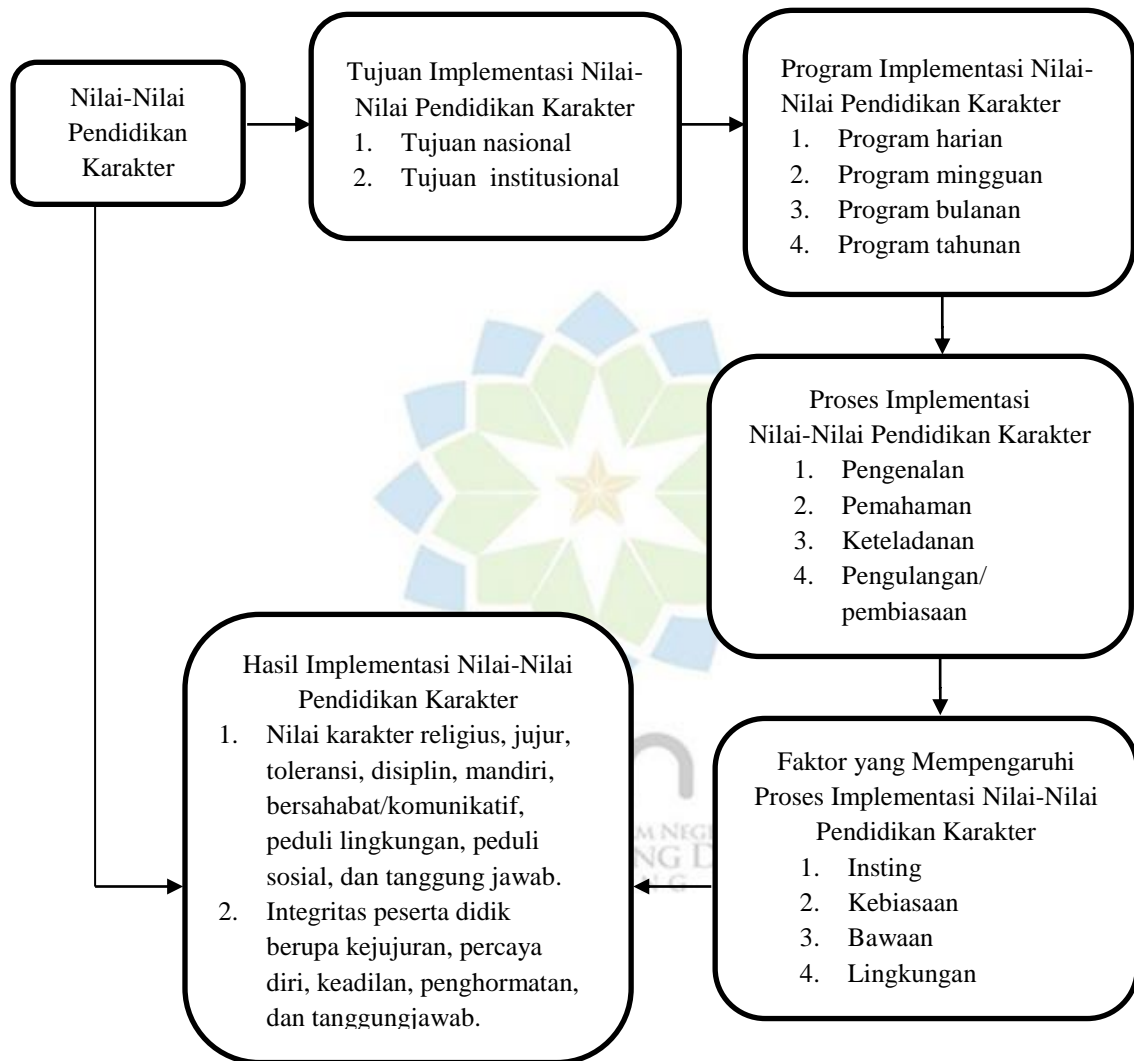 Nilai-Nilai
Pendidikan
Karakter
Tujuan Implementasi Nilai-
Nilai Pendidikan Karakter
1. Tujuan nasional
2. Tujuan institusional
Program Implementasi Nilai-
Nilai Pendidikan Karakter
1. Program harian
2. Program mingguan
3. Program bulanan
4. Program tahunan
Proses Implementasi
Nilai-Nilai Pendidikan Karakter
1. Pengenalan
2. Pemahaman
3. Keteladanan
4. Pengulangan/
pembiasaan
Faktor yang Mempengaruhi
Proses Implementasi Nilai-Nilai
Pendidikan Karakter
1. Insting
2. Kebiasaan
3. Bawaan
4. Lingkungan
Hasil Implementasi Nilai-Nilai
Pendidikan Karakter
1. Nilai karakter religius, jujur,
toleransi, disiplin, mandiri,
bersahabat/komunikatif,
peduli lingkungan, peduli
sosial, dan tanggung jawab.
2. Integritas peserta didik
berupa kejujuran, percaya
diri, keadilan, penghormatan,
dan tanggungjawab.